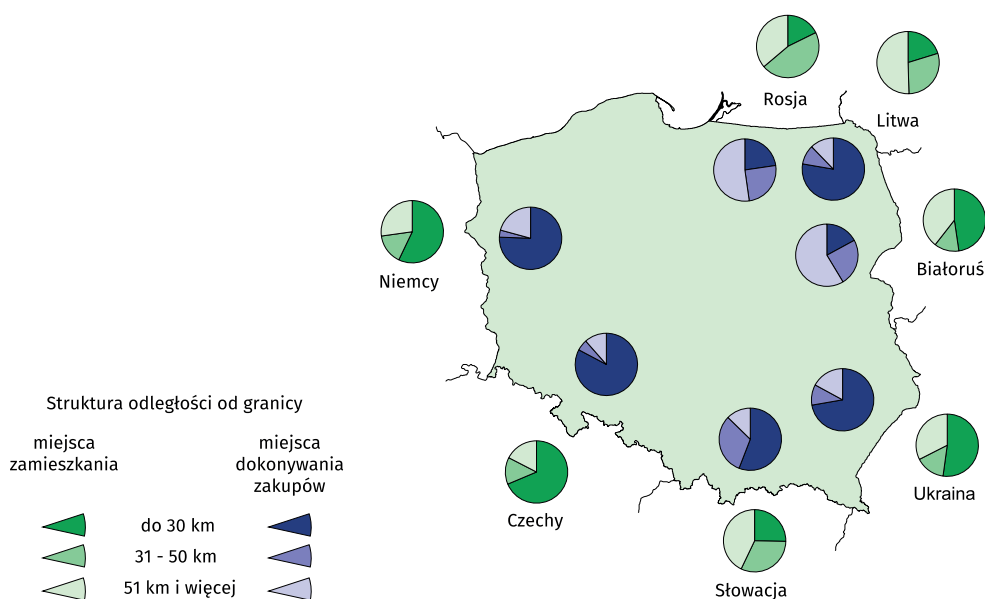 Rosja
Litwa
Białoruś
Niemcy
Struktura odległości od granicy
miejsca
zamieszkania
miejsca
dokonywania
zakupów
do 30 km
31 - 50 km
51 km i więcej
Czechy
Ukraina
Słowacja